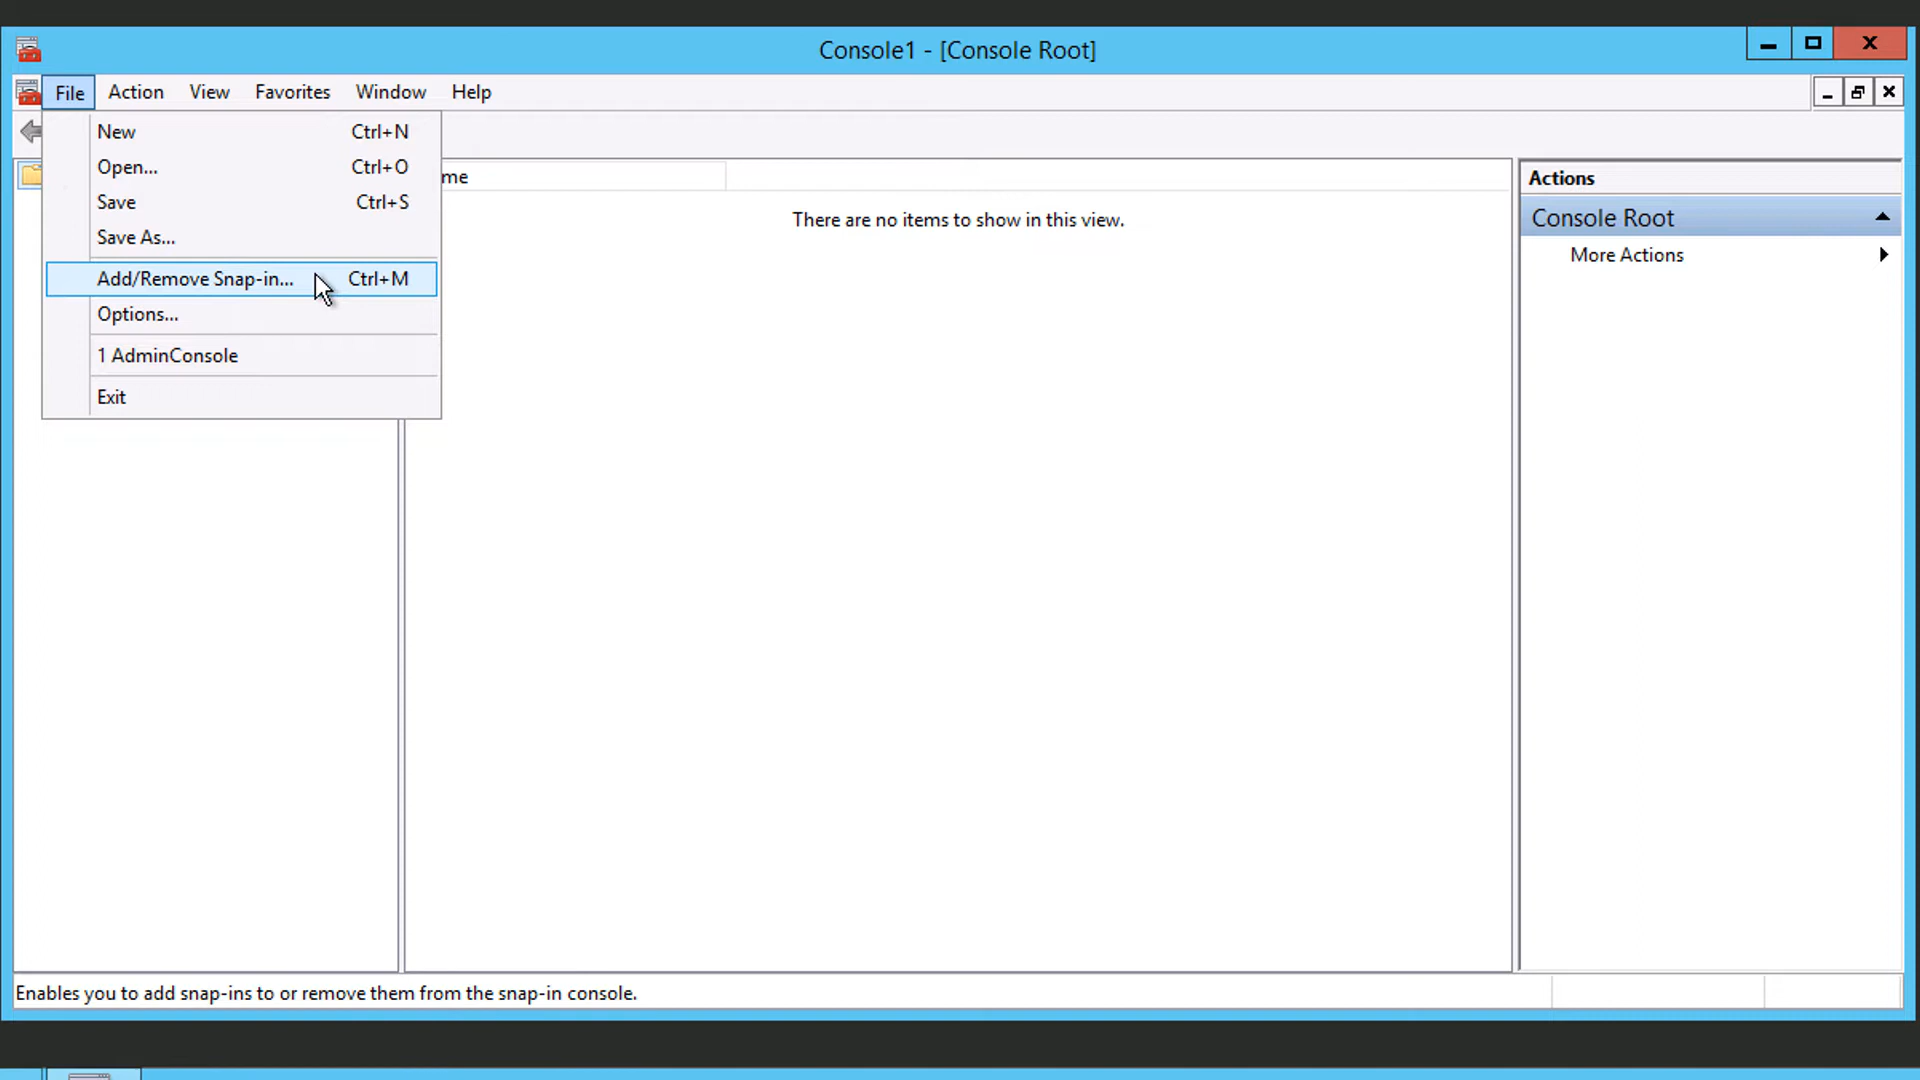 Console1 - [Console Root]
File Action View Favorites Window Help
New Ctrl+N
Open... Ctrl+O
Save Ctrl+S
Save As...
Add/Remove Snap-in... Ctrl+M
Options...
1 AdminConsole
Exit
me
There are no items to show in this view.
Actions
Console Root
More Actions
Enables you to add snap-ins to or remove them from the snap-in console.